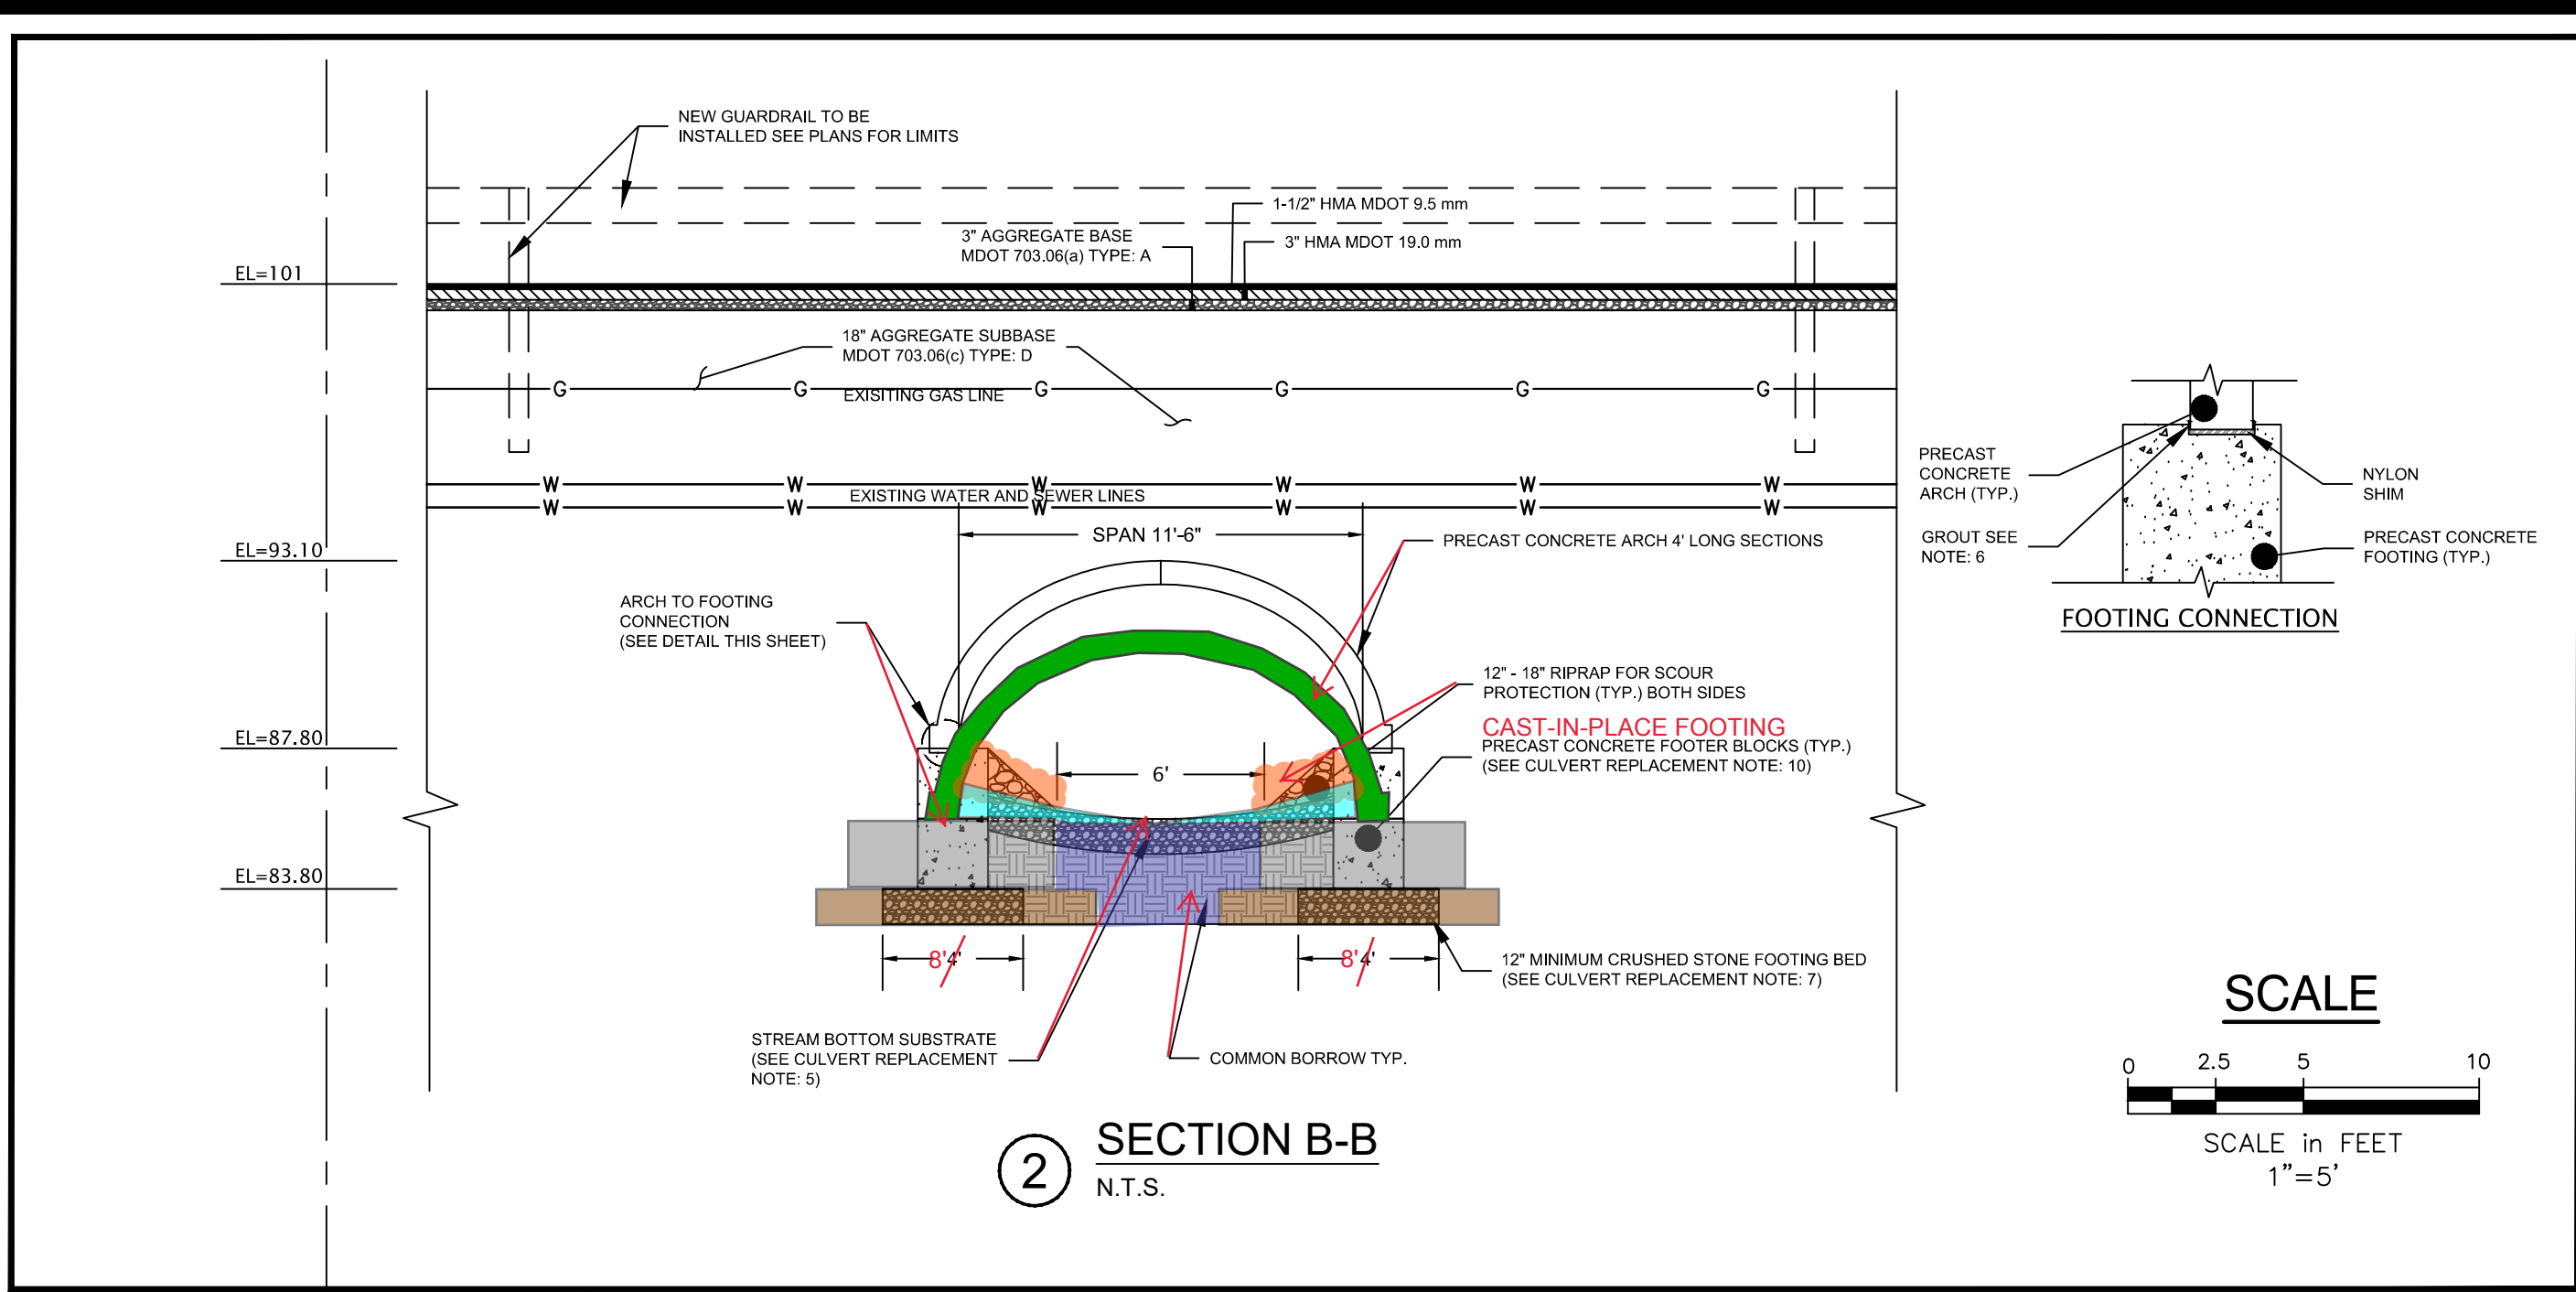 NEW GUARDRAIL TO BE
INSTALLED SEE PLANS FOR LIMITS
1-1/2" HMA MDOT 9.5 mm
3" AGGREGATE BASE
MDOT 703.06(a) TYPE: A
3" HMA MDOT 19.0 mm
EL=101
18" AGGREGATE SUBBASE
MDOT 703.06(c) TYPE: D
G G G G G G
EXISITING GAS LINE
W W W W W W
EXISTING WATER AND SEWER LINES
W W W W W W
SPAN 11'-6"
PRECAST CONCRETE ARCH 4' LONG SECTIONS
EL=93.10
ARCH TO FOOTING
CONNECTION
(SEE DETAIL THIS SHEET)
12" - 18" RIPRAP FOR SCOUR
PROTECTION (TYP.) BOTH SIDES
CAST-IN-PLACE FOOTING
PRECAST CONCRETE FOOTER BLOCKS (TYP.)
(SEE CULVERT REPLACEMENT NOTE: 10)
EL=87.80
6'
EL=83.80
8' 4'
8' 4'
12" MINIMUM CRUSHED STONE FOOTING BED
(SEE CULVERT REPLACEMENT NOTE: 7)
STREAM BOTTOM SUBSTRATE
(SEE CULVERT REPLACEMENT
NOTE: 5)
COMMON BORROW TYP.
2
SECTION B-B
N.T.S.
PRECAST
CONCRETE
ARCH (TYP.)
GROUT SEE
NOTE: 6
NYLON
SHIM
PRECAST CONCRETE
FOOTING (TYP.)
FOOTING CONNECTION
SCALE
0 2.5 5 10
SCALE in FEET
1"=5'